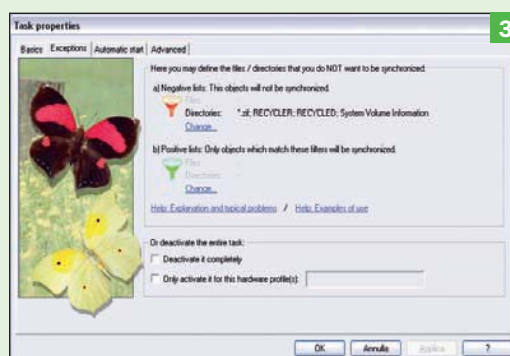 3
Task properties
Basics Exceptions Automatic start Advanced
Here you may define the files / directories that you do NOT want to be synchronized.
a) Negative lists: This objects will not be synchronized.
Files:
Directories: *.sif; RECYCLER; RECYCLED; System Volume Information
Change...
b) Positive lists: Only objects which match these filters will be synchronized.
Files: -
Directories: -
Change...
Help: Explanation and typical problems / Help: Examples of use
Or deactivate the entire task:
Deactivate it completely
Only activate it for this hardware profile(s):
OK Annulla Applica ?